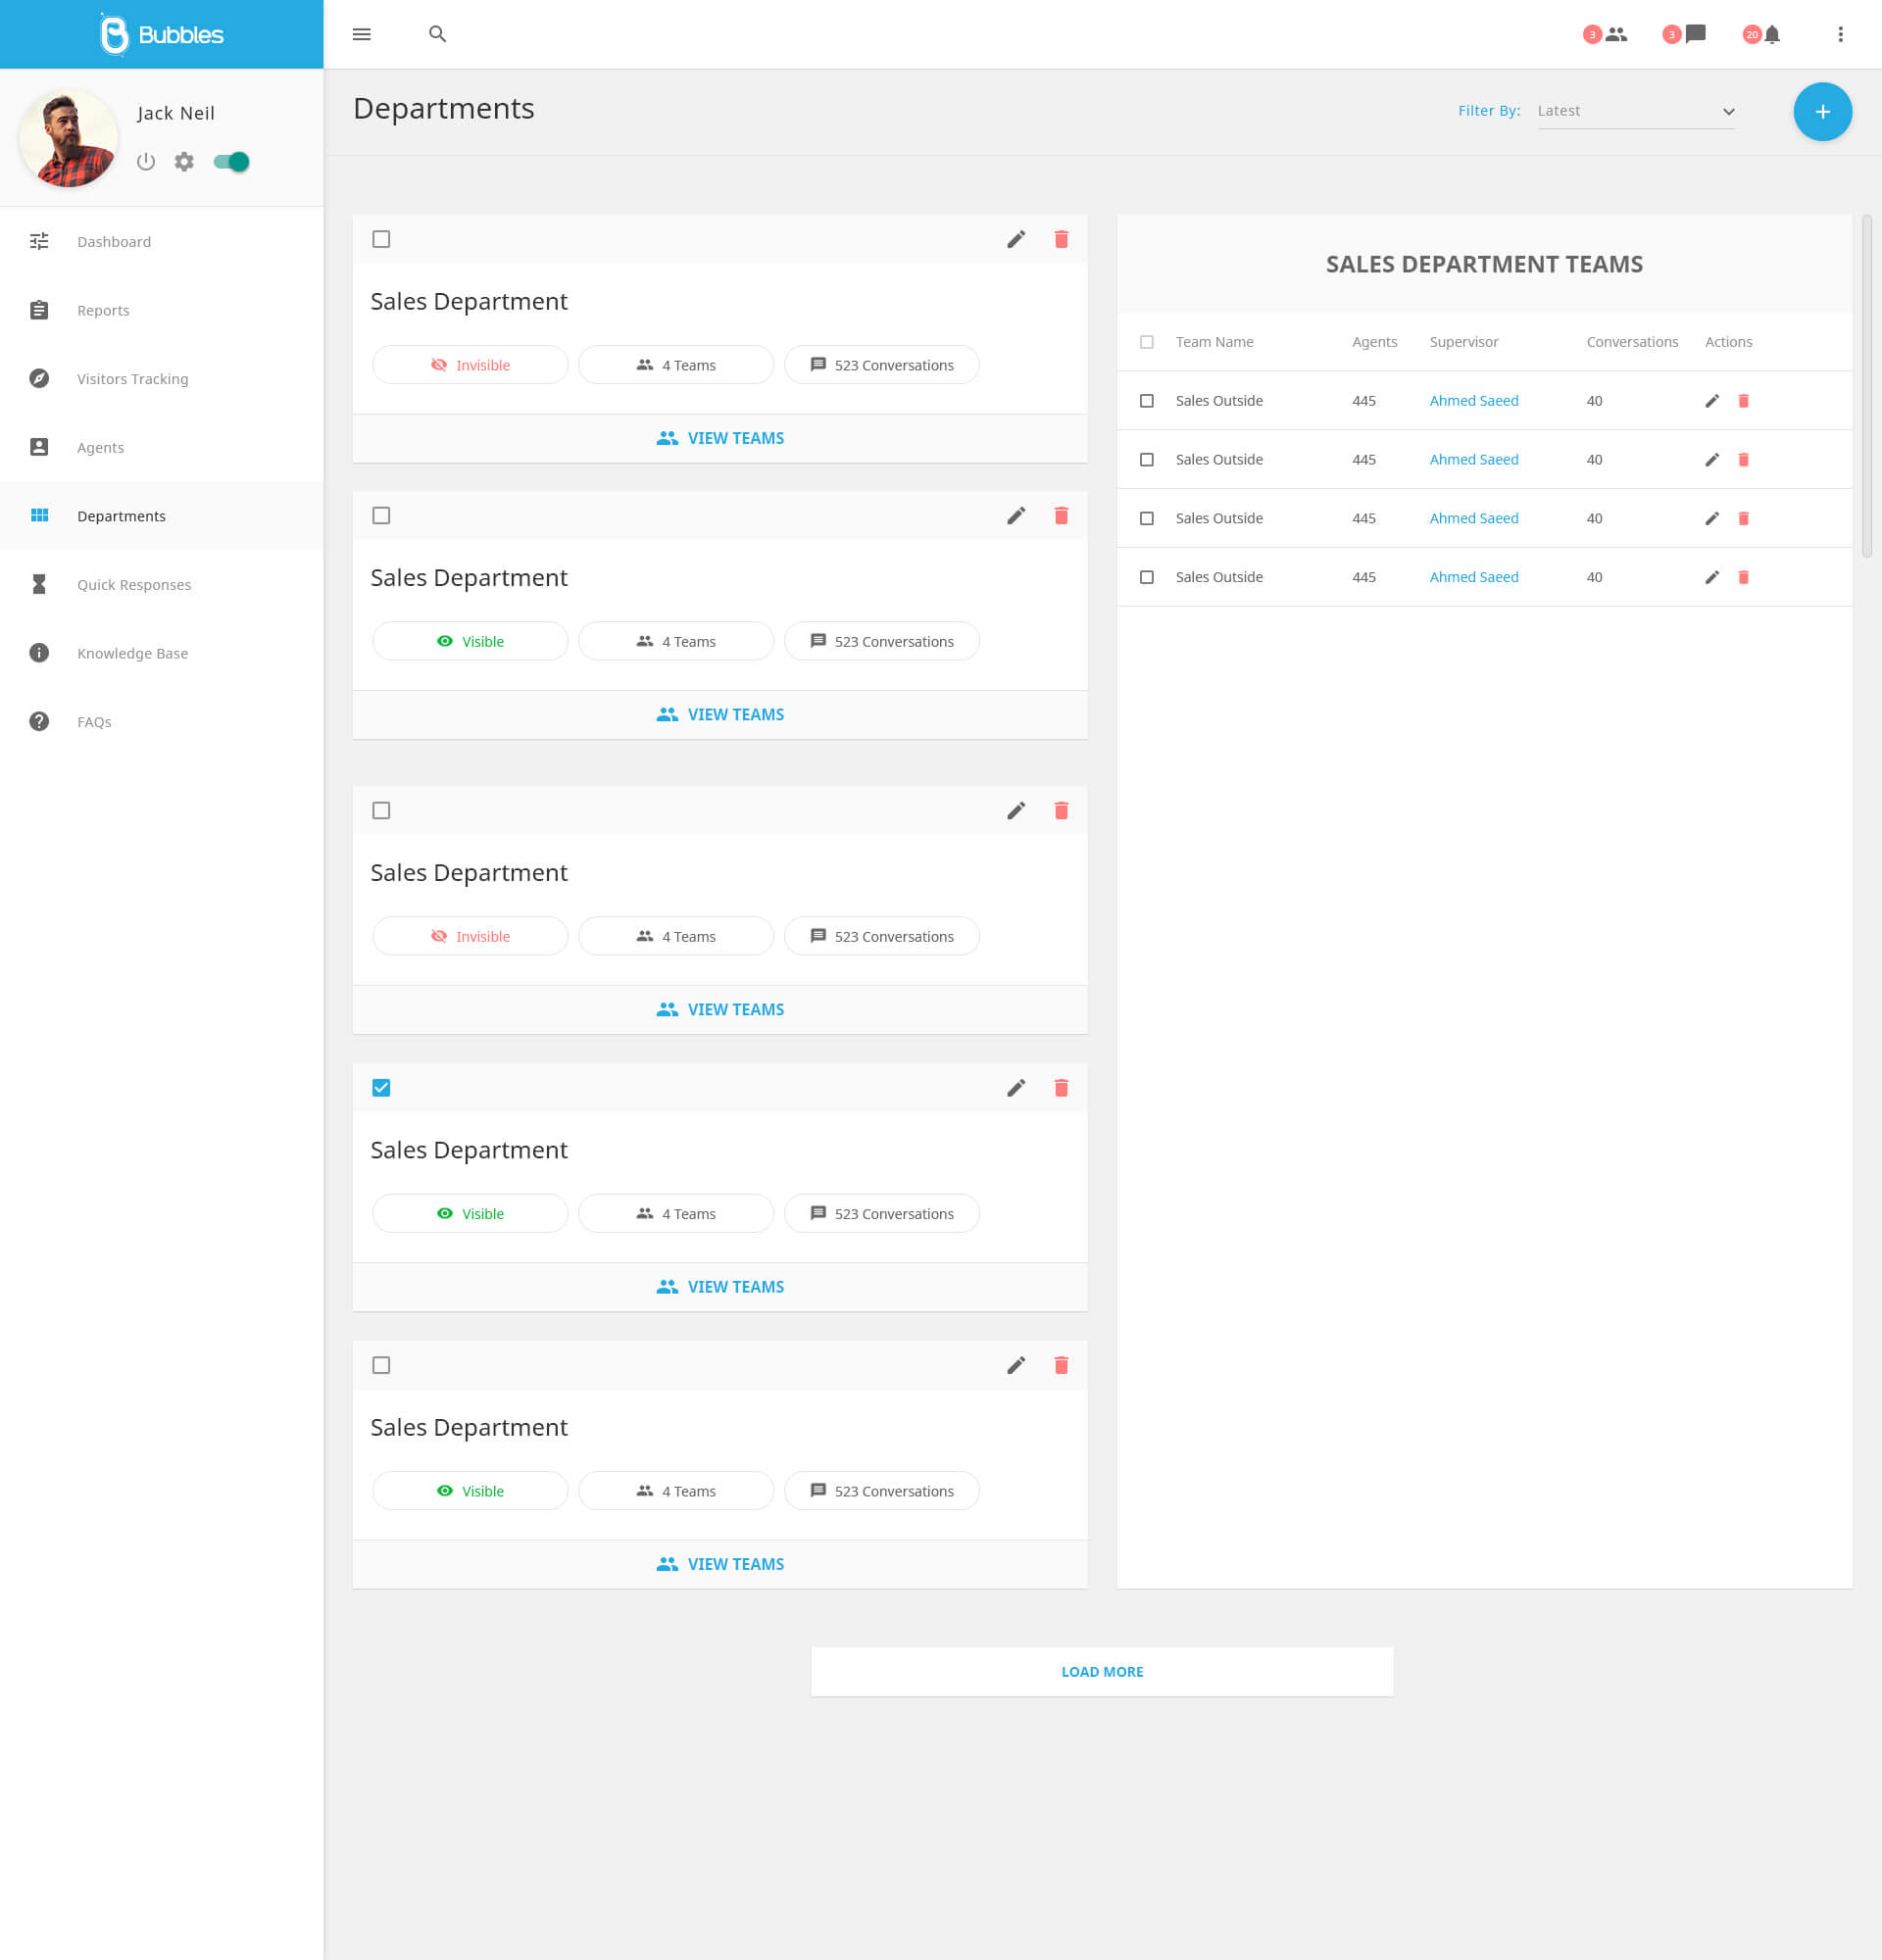 Bubbles
3
3
20
Jack Neil
Dashboard
Reports
Visitors Tracking
Agents
Departments
Quick Responses
Knowledge Base
FAQs
Departments
Filter By: Latest
Sales Department
Invisible 4 Teams 523 Conversations
VIEW TEAMS
Sales Department
Visible 4 Teams 523 Conversations
VIEW TEAMS
Sales Department
Invisible 4 Teams 523 Conversations
VIEW TEAMS
Sales Department
Visible 4 Teams 523 Conversations
VIEW TEAMS
Sales Department
Visible 4 Teams 523 Conversations
VIEW TEAMS
SALES DEPARTMENT TEAMS
Team Name Agents Supervisor Conversations Actions
Sales Outside 445 Ahmed Saeed 40
Sales Outside 445 Ahmed Saeed 40
Sales Outside 445 Ahmed Saeed 40
Sales Outside 445 Ahmed Saeed 40
LOAD MORE